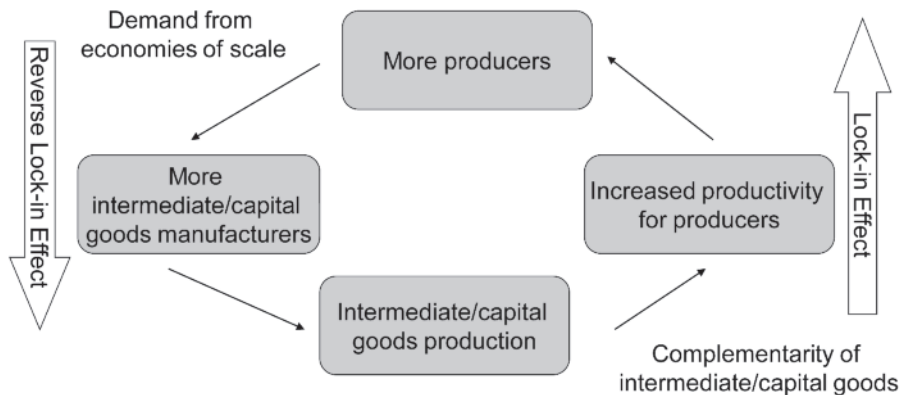 Demand from
economies of scale
More producers
Reverse Lock-in Effect
Lock-in Effect
More
intermediate/capital
goods manufacturers
Increased productivity
for producers
Intermediate/capital
goods production
Complementarity of
intermediate/capital goods